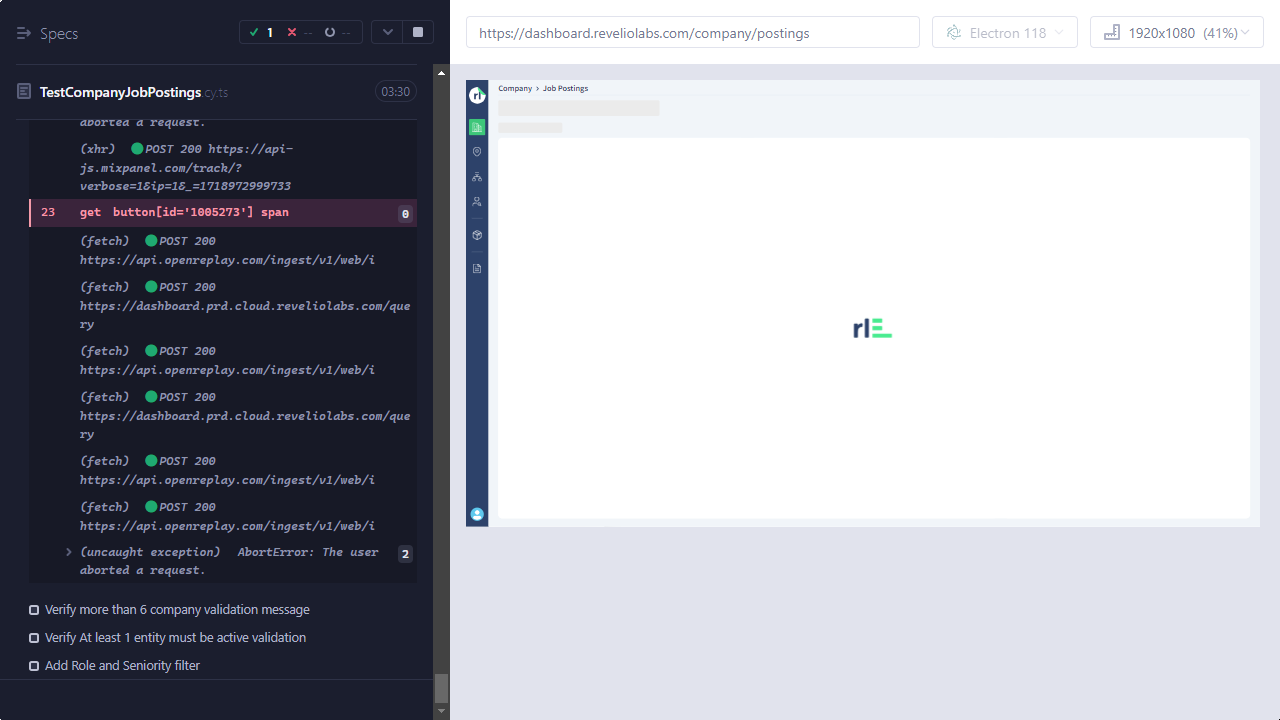 Specs
1
--
--
https://dashboard.reveliolabs.com/company/postings
Electron 118
1920x1080 (41%)
TestCompanyJobPostings.cy.ts
03:30
aborted a request.
(xhr) POST 200 https://api-
js.mixpanel.com/track/?
verbose=1&ip=1&_=1718972999733
23 get button[id='1005273'] span 0
(fetch) POST 200
https://api.openreplay.com/ingest/v1/web/i
(fetch) POST 200
https://dashboard.prd.cloud.reveliolabs.com/que
ry
(fetch) POST 200
https://api.openreplay.com/ingest/v1/web/i
(fetch) POST 200
https://dashboard.prd.cloud.reveliolabs.com/que
ry
(fetch) POST 200
https://api.openreplay.com/ingest/v1/web/i
(fetch) POST 200
https://api.openreplay.com/ingest/v1/web/i
(uncaught exception) AbortError: The user 2
aborted a request.
Verify more than 6 company validation message
Verify At least 1 entity must be active validation
Add Role and Seniority filter
rl
Company > Job Postings
rl